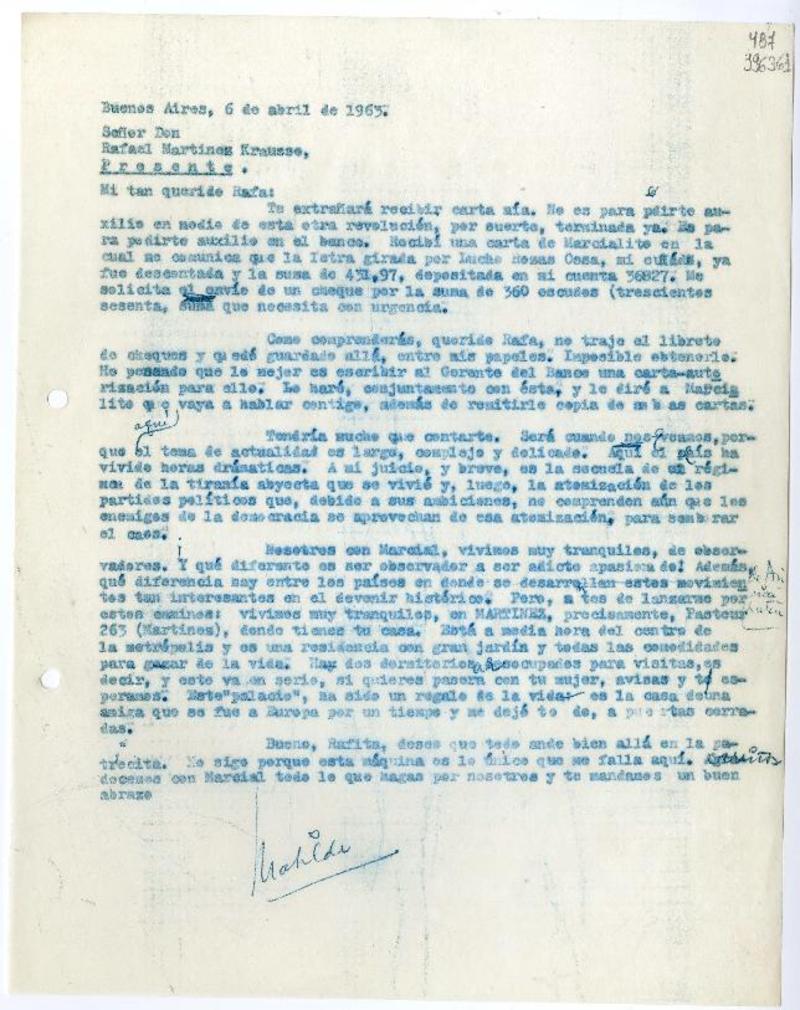 487
396361
Buenos Aires, 6 de abril de 1963.
Señor Don
Rafael Martinez Krausse,
P r e s e n t e .
Mi tan querido Rafa:
Te extrañará recibir carta mía. No es para pdirte au-
xilio en medio de esta otra revolución, por suerte, terminada ya. Es pa-
ra pedirte auxilio en el banco. Recibí una carta de Marcialito en la
cual me comunica que la letra girada por Lucho Rozas Ossa, mi cuñado, ya
fue descontada y la suma de 431,97, depositada en mi cuenta 36827. Me
solicita el envío de un cheque por la suma de 360 escudos (trescientos
sesenta, suma que necesita con urgencia.
Como comprenderás, querido Rafa, no traje el libreto
de cheques y quedó guardado allá, entre mis papeles. Imposible obtenerlo.
He pensando que lo mejor es escribir al Gerente del Banco una carta-auto
rización para ello. Lo haré, conjuntamente con ésta, y le diré a Marcia
lito que vaya a hablar contigo, además de remitirle copia de amb as cartas.
aquí
Tendría mucho que contarte. Será cuando nos veamos, por-
que el tema de actualidad es largo, complejo y delicado. Aquí el país ha
vivido horas drámaticas. A mi juicio, y breve, es la secuela de un régi-
men de la tiranía abyecta que se vivió y, luego, la atomización de los
partidos políticos que, debido a sus ambiciones, no comprenden aún que los
enemigos de la democracia se aprovechan de esa atomización, para sembrar
el caos.
Nosotros con Marcial, vivimos muy tranquilos, de obser-
vadores. Y qué diferente es ser observador a ser adicto apasionado! Además
qué diferencia hay entre los países en donde se desarrollan estos movimien
tos tan interesantes en el devenir histórico. Pero, antes de lanzarme por
estos caminos: vivimos muy tranquilos, en MARTINEZ, precisamente, Pasteur
263 (Martínez), donde tienes tu casa. Está a media hora del centro de
la metrópolis y es una residencia con gran jardín y todas las comodidades
para gozar de la vida. Hay dos dormitorios desocupados para visitas, es
decir, y esto va en serio, si quieres pasera con tu mujer, avisas y te es-
peramos. Este "palacio", ha sido un regalo de la vida- es la casa deuna
amiga que se fue a Europa por un tiempo y me dejó to do, a puertas cerra-
das.
Bueno, Rafita, deseo que todo ande bien allá en la pa-
trecita. No sigo porque esta máquina es lo único que me falla aquí. Cariños
decemos con Marcial todo lo que hagas por nosotros y te mandamos un buen
abrazo
Matilde